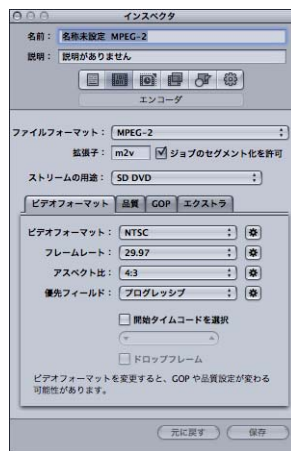 インスペクタ
名前： 名称未設定 MPEG-2
説明： 説明がありません
エンコーダ
ファイルフォーマット： MPEG-2
拡張子： m2v ジョブのセグメント化を許可
ストリームの用途： SD DVD
ビデオフォーマット 品質 GOP エクストラ
ビデオフォーマット： NTSC
フレームレート： 29.97
アスペクト比： 4:3
優先フィールド： プログレッシブ
開始タイムコードを選択
ドロップフレーム
ビデオフォーマットを変更すると、GOP や品質設定が変わる
可能性があります。
元に戻す 保存